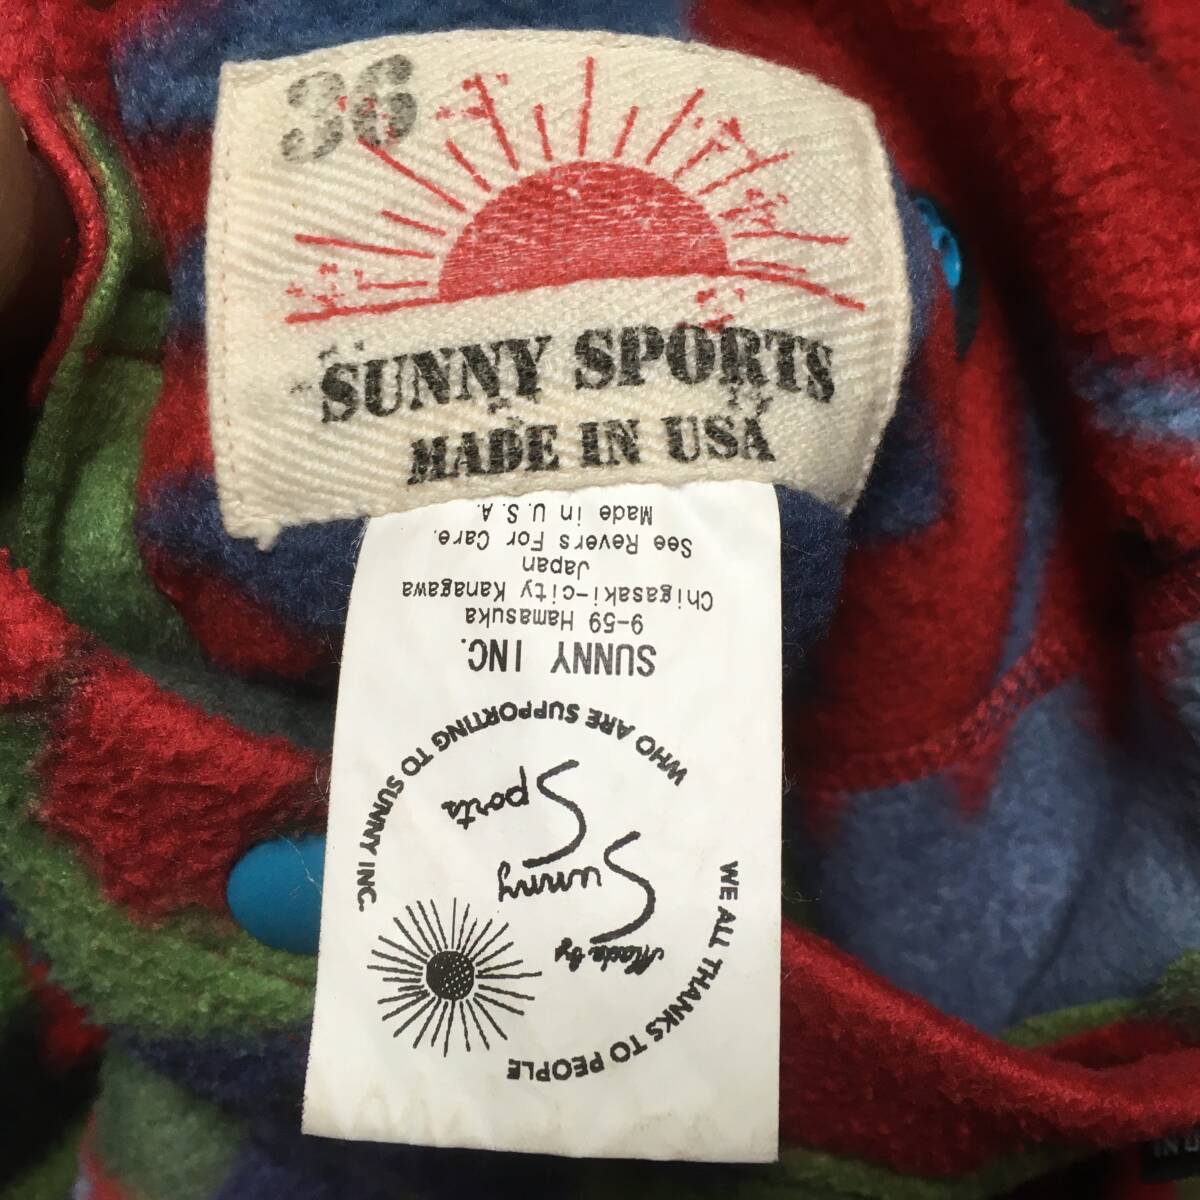 36
SUNNY SPORTS
MADE IN USA
WE ALL THANKS TO PEOPLE
WHO ARE SUPPORTING TO SUNNY INC.
Made by
Sunny
Sports
SUNNY INC.
9-59 Hamasuka
Chigasaki-city Kanagawa
Japan
See Revers For Care.
Made in U.S.A.
IN